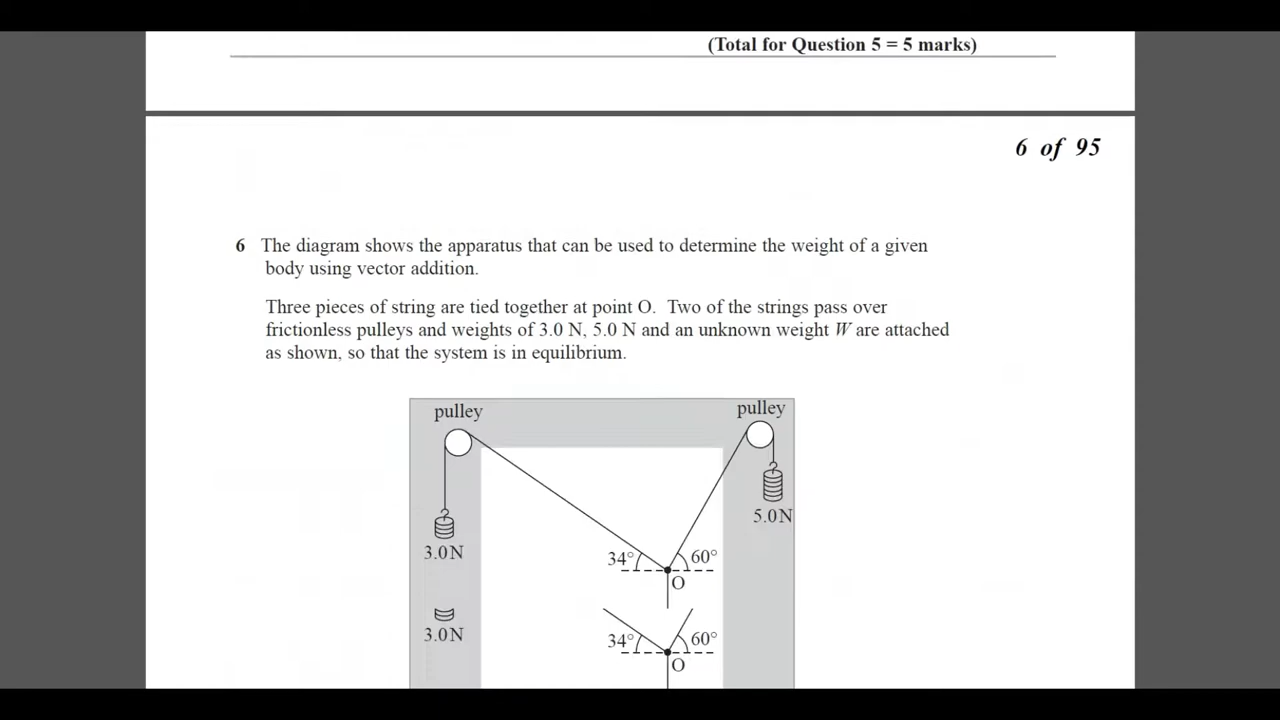 (Total for Question 5 = 5 marks)
6 of 95
6 The diagram shows the apparatus that can be used to determine the weight of a given
body using vector addition.
Three pieces of string are tied together at point O. Two of the strings pass over
frictionless pulleys and weights of 3.0 N, 5.0 N and an unknown weight W are attached
as shown, so that the system is in equilibrium.
pulley
pulley
5.0N
3.0N
34° 60°
O
3.0N
34° 60°
O